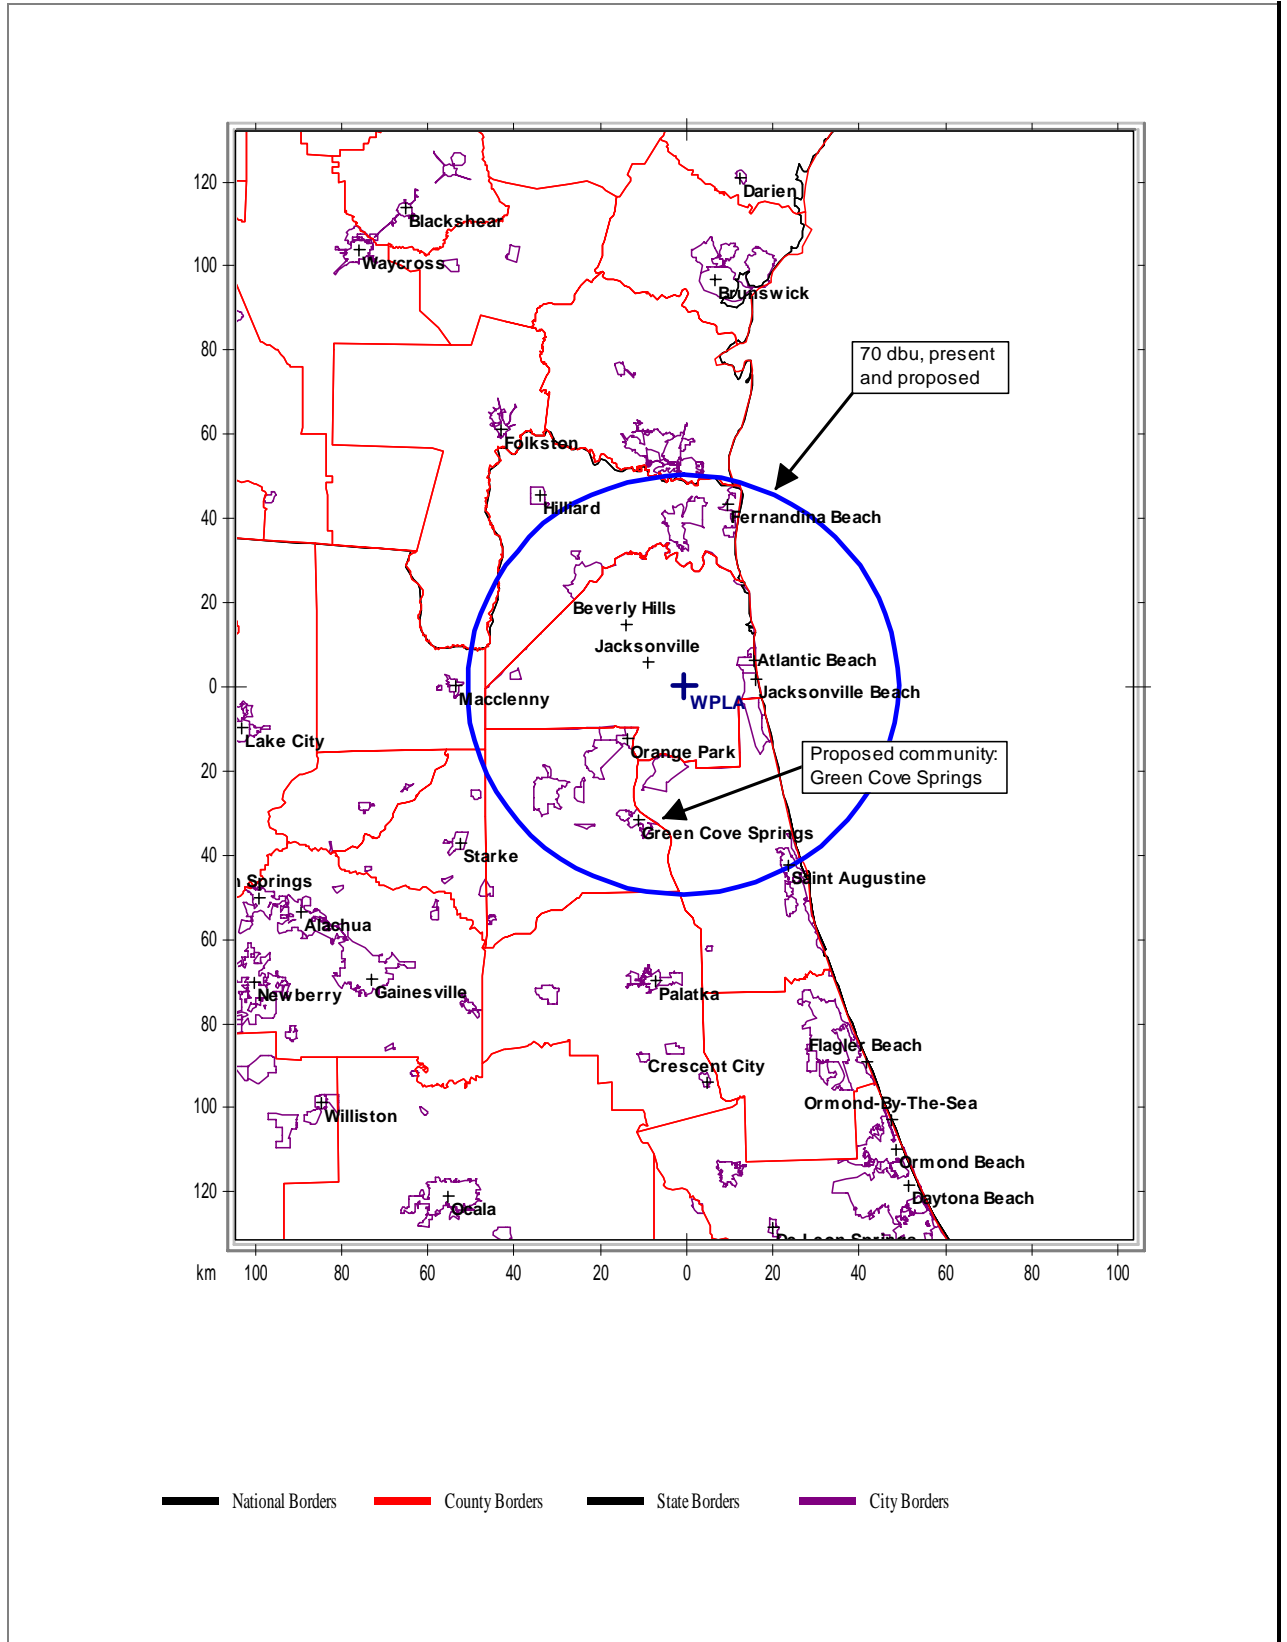 120
Darien
Blackshear
100
Waycross
Brunswick
80
70 dbu, present
and proposed
60
Folkston
Hilliard
40
Fernandina Beach
20
Beverly Hills
Jacksonville
Atlantic Beach
0
Macclenny
WPLA
Jacksonville Beach
Lake City
Orange Park
Proposed community:
Green Cove Springs
20
Green Cove Springs
40
Starke
n Springs
Saint Augustine
Alachua
60
Newberry
Gainesville
Palatka
80
Flagler Beach
Crescent City
100
Ormond-By-The-Sea
Williston
Ormond Beach
120
Daytona Beach
Ocala
De Leon Springs
km 100 80 60 40 20 0 20 40 60 80 100
National Borders County Borders State Borders City Borders